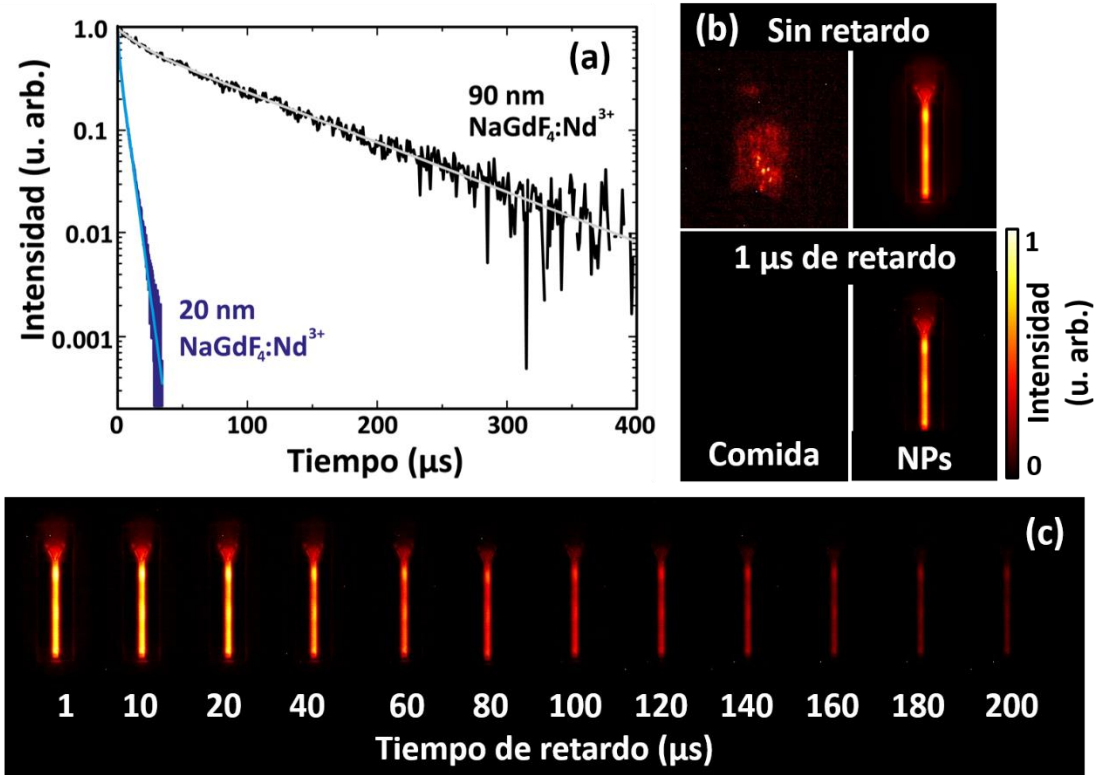 (a)
Intensidad (u. arb.)
1.0
0.1
0.01
0.001
90 nm
NaGdF₄:Nd³⁺
20 nm
NaGdF₄:Nd³⁺
0 100 200 300 400
Tiempo (µs)
(b) Sin retardo
1 µs de retardo
Comida NPs
1
0
Intensidad
(u. arb.)
(c)
1 10 20 40 60 80 100 120 140 160 180 200
Tiempo de retardo (µs)